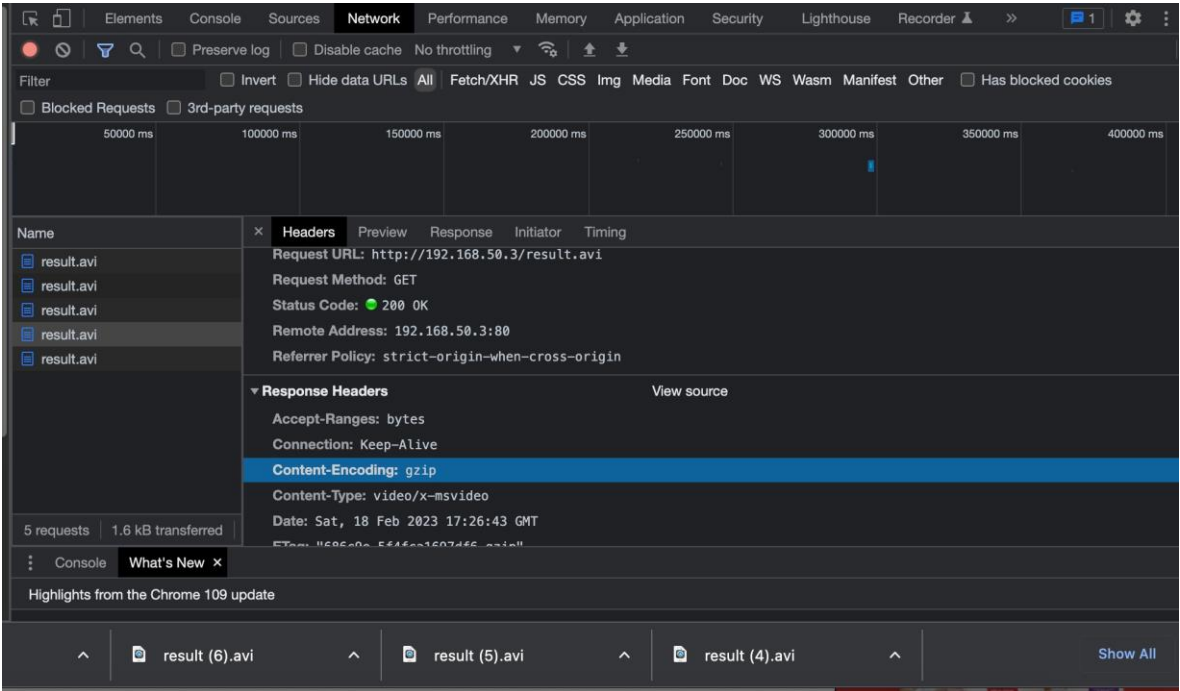 Elements Console Sources Network Performance Memory Application Security Lighthouse Recorder » 1
Preserve log Disable cache No throttling
Filter Invert Hide data URLs All Fetch/XHR JS CSS Img Media Font Doc WS Wasm Manifest Other Has blocked cookies
Blocked Requests 3rd-party requests
50000 ms 100000 ms 150000 ms 200000 ms 250000 ms 300000 ms 350000 ms 400000 ms
Name × Headers Preview Response Initiator Timing
result.avi
result.avi
result.avi
result.avi
result.avi
5 requests 1.6 kB transferred
Request URL: http://192.168.50.3/result.avi
Request Method: GET
Status Code: 200 OK
Remote Address: 192.168.50.3:80
Referrer Policy: strict-origin-when-cross-origin
Response Headers View source
Accept-Ranges: bytes
Connection: Keep-Alive
Content-Encoding: gzip
Content-Type: video/x-msvideo
Date: Sat, 18 Feb 2023 17:26:43 GMT
ETag:
Console What's New ×
Highlights from the Chrome 109 update
result (6).avi result (5).avi result (4).avi Show All